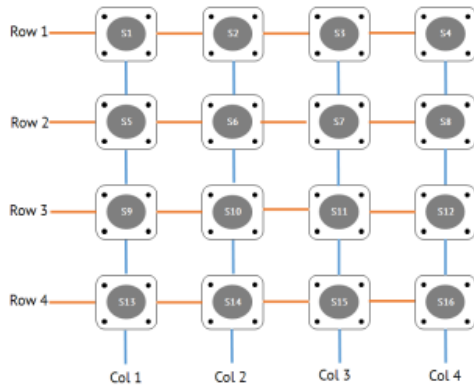 Row 1 S1 S2 S3 S4
Row 2 S5 S6 S7 S8
Row 3 S9 S10 S11 S12
Row 4 S13 S14 S15 S16
Col 1 Col 2 Col 3 Col 4